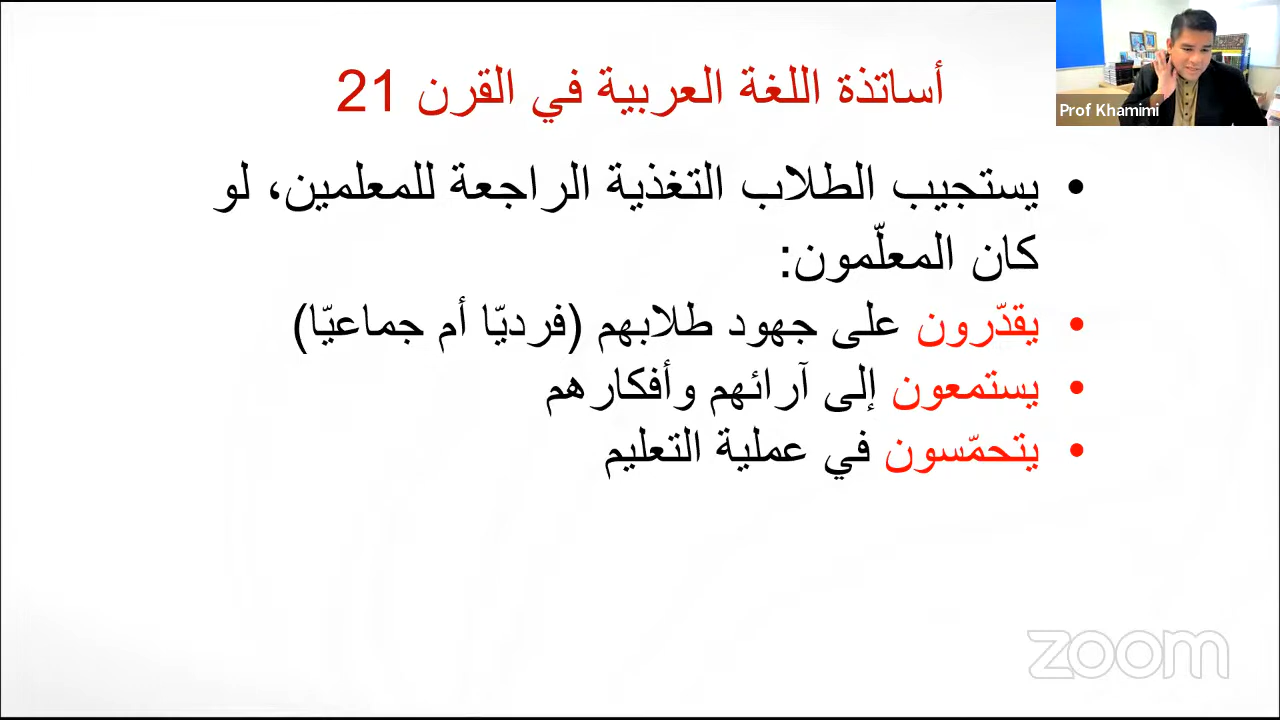 أساتذة اللغة العربية في القرن 21
• يستجيب الطلاب التغذية الراجعة للمعلمين، لو
كان المعلّمون:
• يقدّرون على جهود طلابهم (فرديّا أم جماعيّا)
• يستمعون إلى آرائهم وأفكارهم
• يتحمّسون في عملية التعليم
Prof Khamimi
zoom